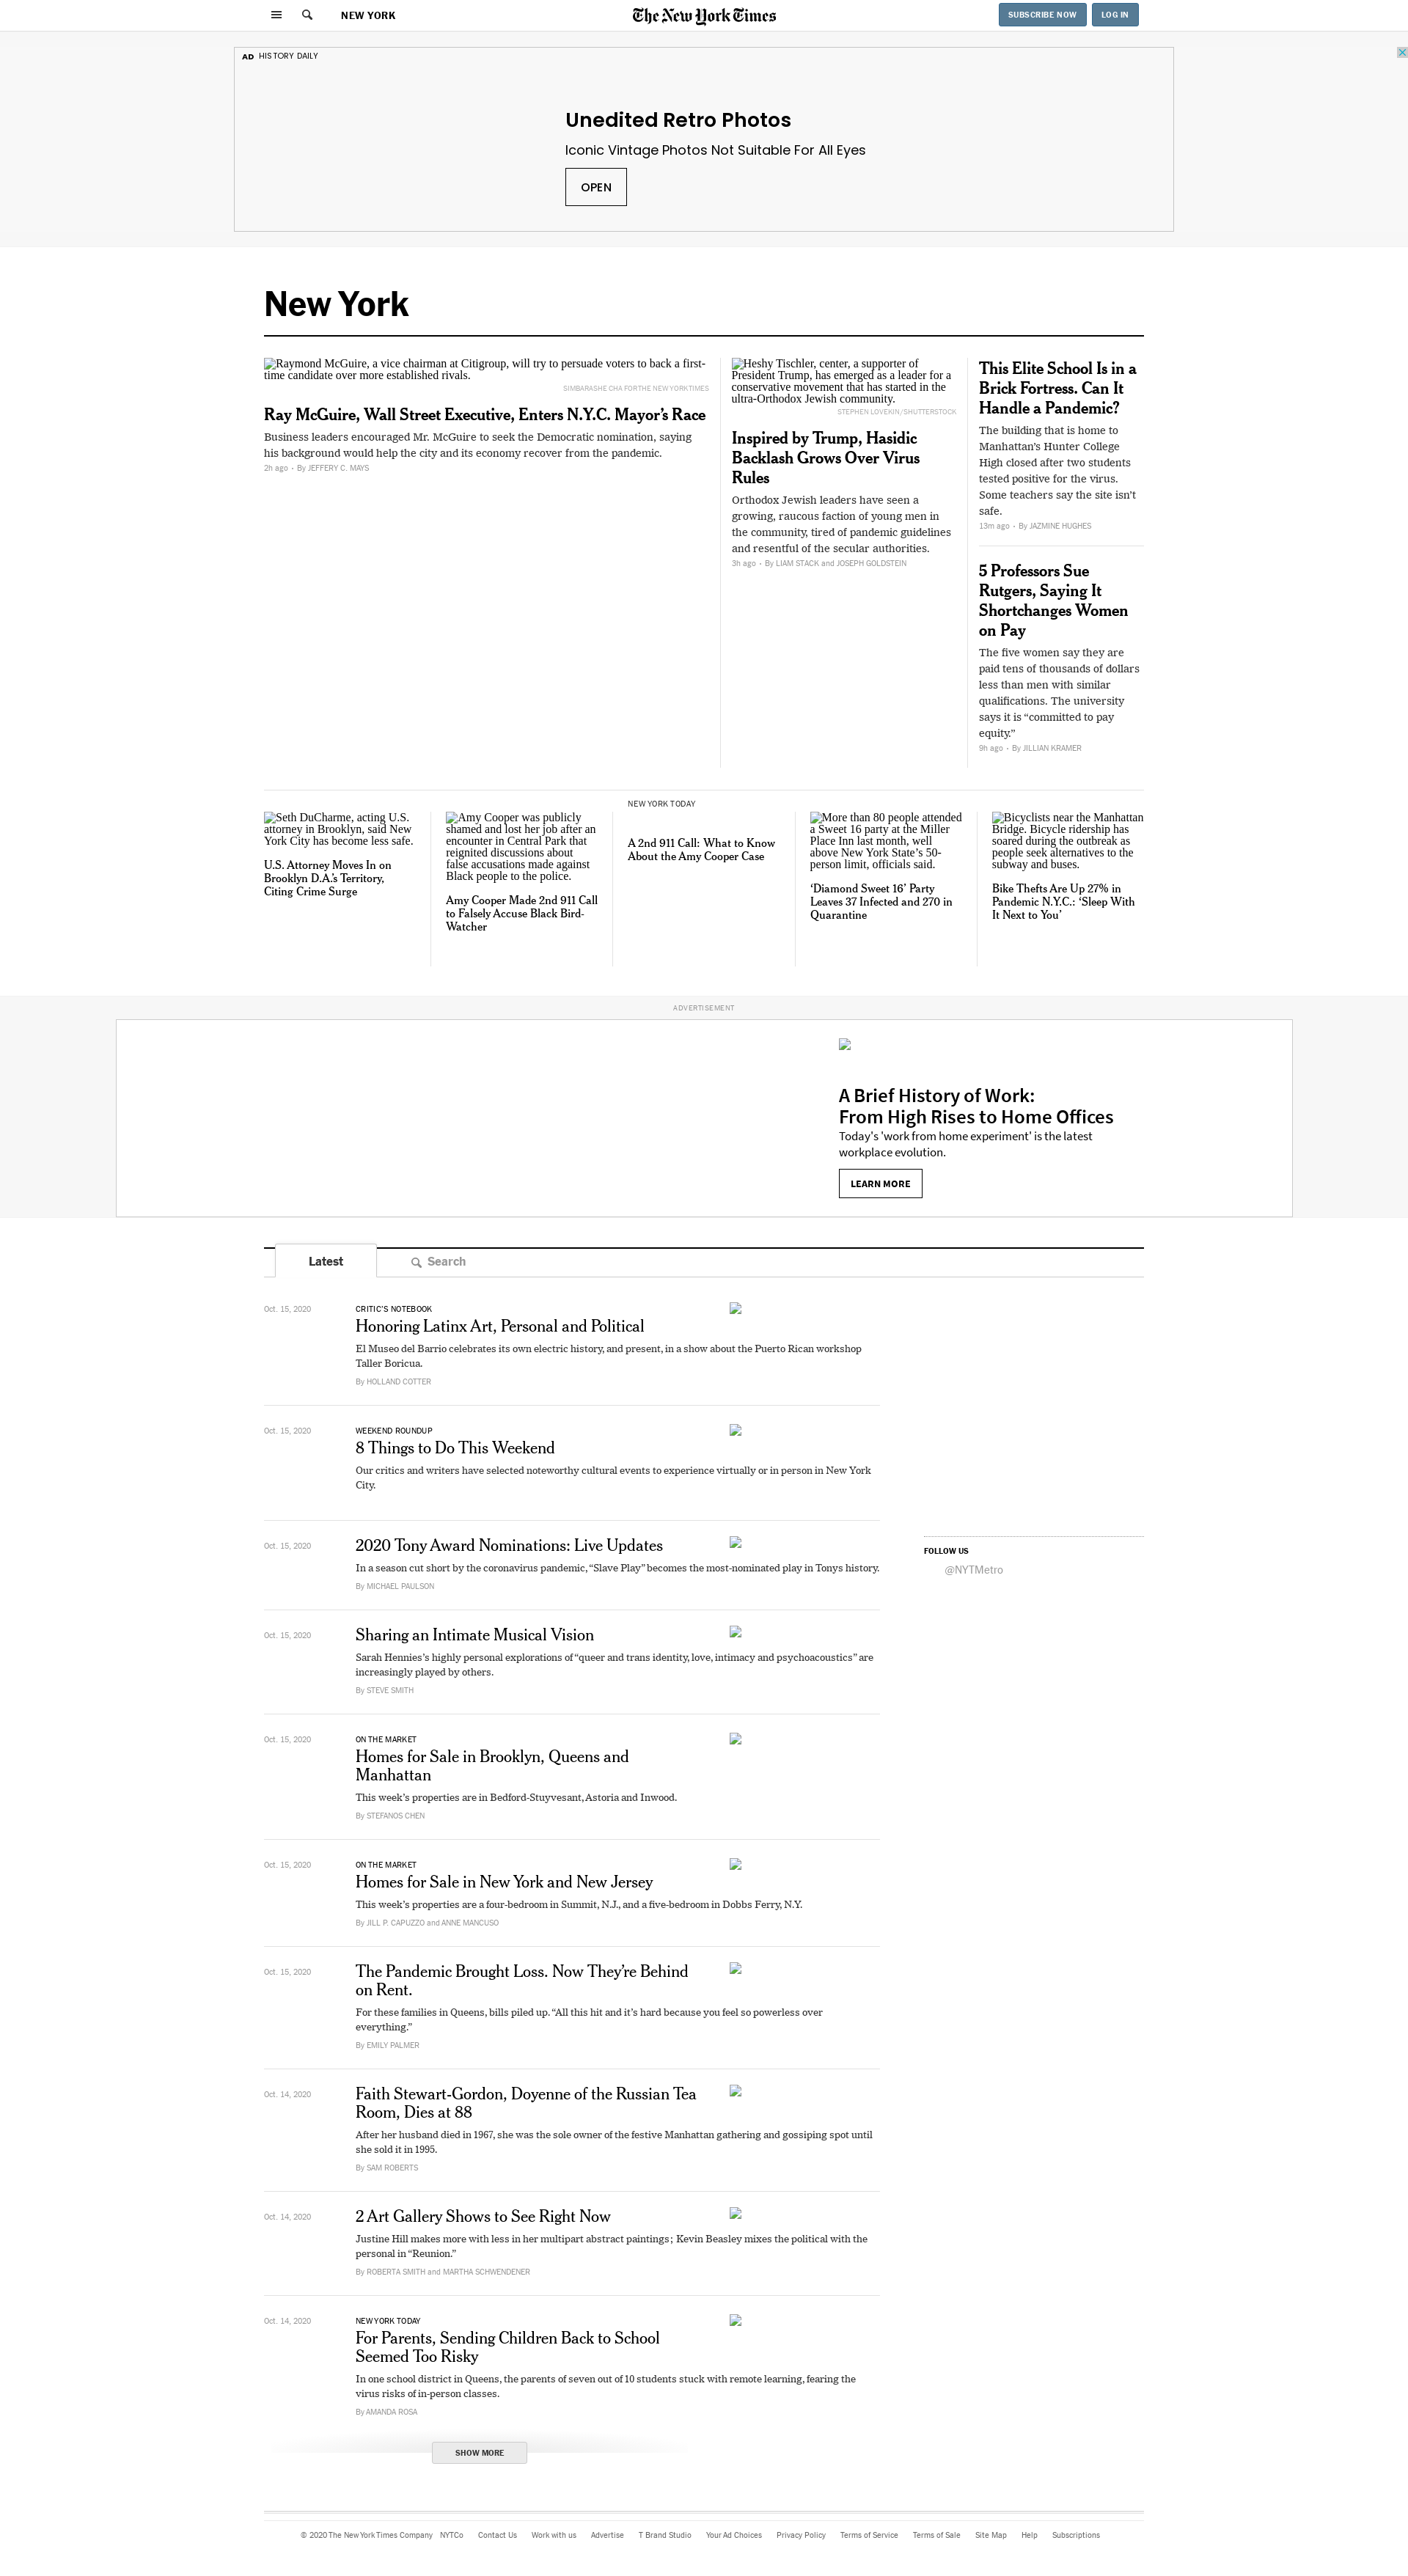 NEW YORK
The New York Times
SUBSCRIBE NOW
LOG IN
AD HISTORY DAILY
Unedited Retro Photos
Iconic Vintage Photos Not Suitable For All Eyes
OPEN
New York
Raymond McGuire, a vice chairman at Citigroup, will try to persuade voters to back a first-
time candidate over more established rivals.
SIMBARASHE CHA FOR THE NEW YORK TIMES
Ray McGuire, Wall Street Executive, Enters N.Y.C. Mayor’s Race
Business leaders encouraged Mr. McGuire to seek the Democratic nomination, saying
his background would help the city and its economy recover from the pandemic.
2h ago • By JEFFERY C. MAYS
Heshy Tischler, center, a supporter of
President Trump, has emerged as a leader for a
conservative movement that has started in the
ultra-Orthodox Jewish community.
STEPHEN LOVEKIN/SHUTTERSTOCK
Inspired by Trump, Hasidic
Backlash Grows Over Virus
Rules
Orthodox Jewish leaders have seen a
growing, raucous faction of young men in
the community, tired of pandemic guidelines
and resentful of the secular authorities.
3h ago • By LIAM STACK and JOSEPH GOLDSTEIN
This Elite School Is in a
Brick Fortress. Can It
Handle a Pandemic?
The building that is home to
Manhattan’s Hunter College
High closed after two students
tested positive for the virus.
Some teachers say the site isn’t
safe.
13m ago • By JAZMINE HUGHES
5 Professors Sue
Rutgers, Saying It
Shortchanges Women
on Pay
The five women say they are
paid tens of thousands of dollars
less than men with similar
qualifications. The university
says it is “committed to pay
equity.”
9h ago • By JILLIAN KRAMER
Seth DuCharme, acting U.S.
attorney in Brooklyn, said New
York City has become less safe.
U.S. Attorney Moves In on
Brooklyn D.A.’s Territory,
Citing Crime Surge
Amy Cooper was publicly
shamed and lost her job after an
encounter in Central Park that
reignited discussions about
false accusations made against
Black people to the police.
Amy Cooper Made 2nd 911 Call
to Falsely Accuse Black Bird-
Watcher
NEW YORK TODAY
A 2nd 911 Call: What to Know
About the Amy Cooper Case
More than 80 people attended
a Sweet 16 party at the Miller
Place Inn last month, well
above New York State’s 50-
person limit, officials said.
‘Diamond Sweet 16’ Party
Leaves 37 Infected and 270 in
Quarantine
Bicyclists near the Manhattan
Bridge. Bicycle ridership has
soared during the outbreak as
people seek alternatives to the
subway and buses.
Bike Thefts Are Up 27% in
Pandemic N.Y.C.: ‘Sleep With
It Next to You’
ADVERTISEMENT
A Brief History of Work:
From High Rises to Home Offices
Today's 'work from home experiment' is the latest
workplace evolution.
LEARN MORE
Latest
Search
Oct. 15, 2020
CRITIC’S NOTEBOOK
Honoring Latinx Art, Personal and Political
El Museo del Barrio celebrates its own electric history, and present, in a show about the Puerto Rican workshop
Taller Boricua.
By HOLLAND COTTER
Oct. 15, 2020
WEEKEND ROUNDUP
8 Things to Do This Weekend
Our critics and writers have selected noteworthy cultural events to experience virtually or in person in New York
City.
Oct. 15, 2020
2020 Tony Award Nominations: Live Updates
In a season cut short by the coronavirus pandemic, “Slave Play” becomes the most-nominated play in Tonys history.
By MICHAEL PAULSON
FOLLOW US
@NYTMetro
Oct. 15, 2020
Sharing an Intimate Musical Vision
Sarah Hennies’s highly personal explorations of “queer and trans identity, love, intimacy and psychoacoustics” are
increasingly played by others.
By STEVE SMITH
Oct. 15, 2020
ON THE MARKET
Homes for Sale in Brooklyn, Queens and
Manhattan
This week’s properties are in Bedford-Stuyvesant, Astoria and Inwood.
By STEFANOS CHEN
Oct. 15, 2020
ON THE MARKET
Homes for Sale in New York and New Jersey
This week’s properties are a four-bedroom in Summit, N.J., and a five-bedroom in Dobbs Ferry, N.Y.
By JILL P. CAPUZZO and ANNE MANCUSO
Oct. 15, 2020
The Pandemic Brought Loss. Now They’re Behind
on Rent.
For these families in Queens, bills piled up. “All this hit and it’s hard because you feel so powerless over
everything.”
By EMILY PALMER
Oct. 14, 2020
Faith Stewart-Gordon, Doyenne of the Russian Tea
Room, Dies at 88
After her husband died in 1967, she was the sole owner of the festive Manhattan gathering and gossiping spot until
she sold it in 1995.
By SAM ROBERTS
Oct. 14, 2020
2 Art Gallery Shows to See Right Now
Justine Hill makes more with less in her multipart abstract paintings; Kevin Beasley mixes the political with the
personal in “Reunion.”
By ROBERTA SMITH and MARTHA SCHWENDENER
Oct. 14, 2020
NEW YORK TODAY
For Parents, Sending Children Back to School
Seemed Too Risky
In one school district in Queens, the parents of seven out of 10 students stuck with remote learning, fearing the
virus risks of in-person classes.
By AMANDA ROSA
SHOW MORE
© 2020 The New York Times Company NYTCo Contact Us Work with us Advertise T Brand Studio Your Ad Choices Privacy Policy Terms of Service Terms of Sale Site Map Help Subscriptions